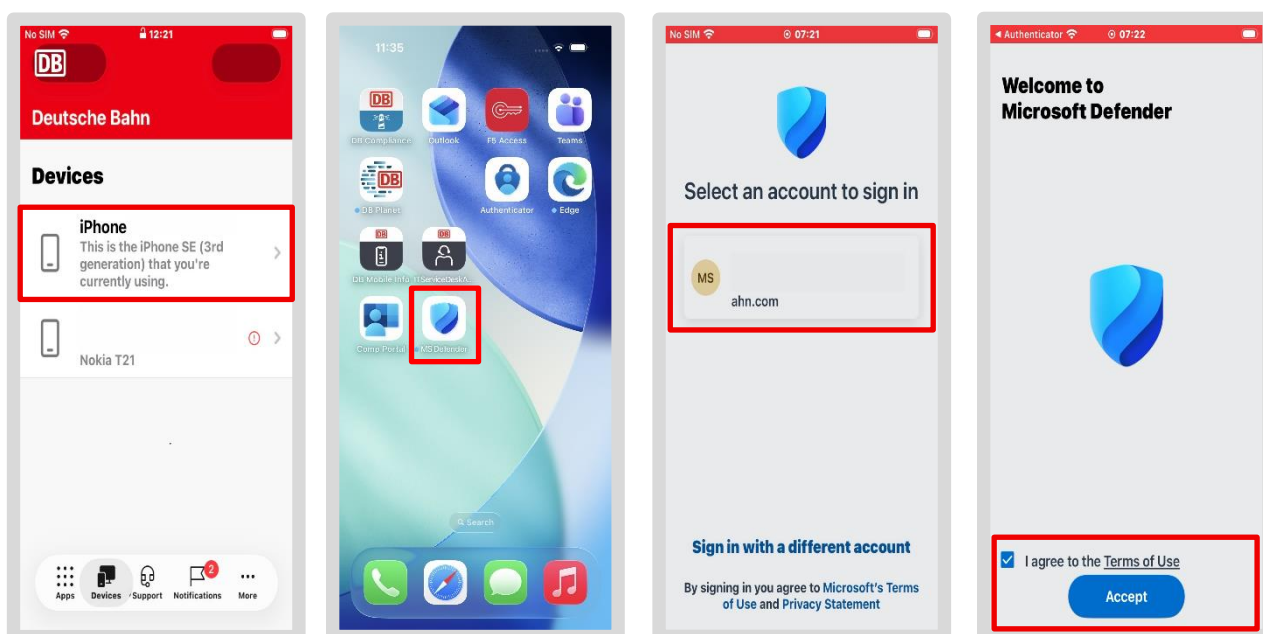 No SIM 12:21
DB
Deutsche Bahn
Devices
iPhone
This is the iPhone SE (3rd
generation) that you're
currently using.
Nokia T21
2
Apps Devices Support Notifications More
11:35
DB
DB Compliance Outlook F5 Access Teams
DB
DB Planet Authenticator Edge
DB DB
DB Mobile Info ITServiceDeskA...
Comp Portal MS Defender
Search
No SIM 07:21
Select an account to sign in
MS
ahn.com
Sign in with a different account
By signing in you agree to Microsoft's Terms
of Use and Privacy Statement
Authenticator 07:22
Welcome to
Microsoft Defender
I agree to the Terms of Use
Accept